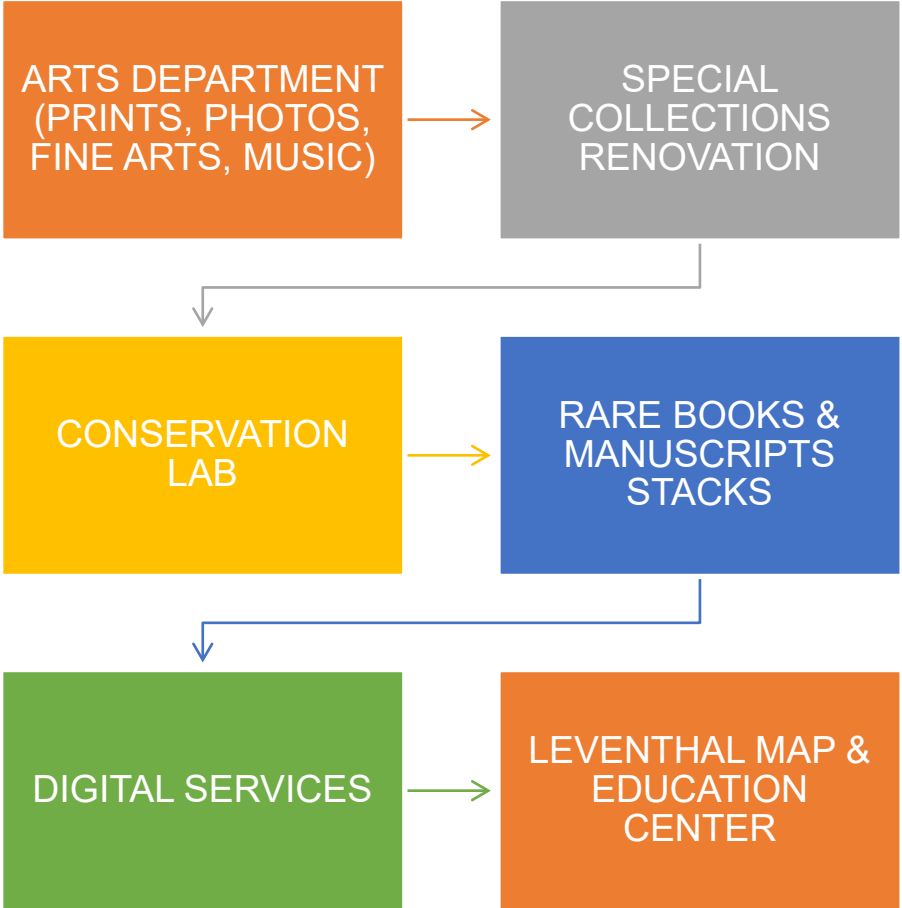 ARTS DEPARTMENT
(PRINTS, PHOTOS,
FINE ARTS, MUSIC)
SPECIAL
COLLECTIONS
RENOVATION
CONSERVATION
LAB
RARE BOOKS &
MANUSCRIPTS
STACKS
DIGITAL SERVICES
LEVENTHAL MAP &
EDUCATION
CENTER